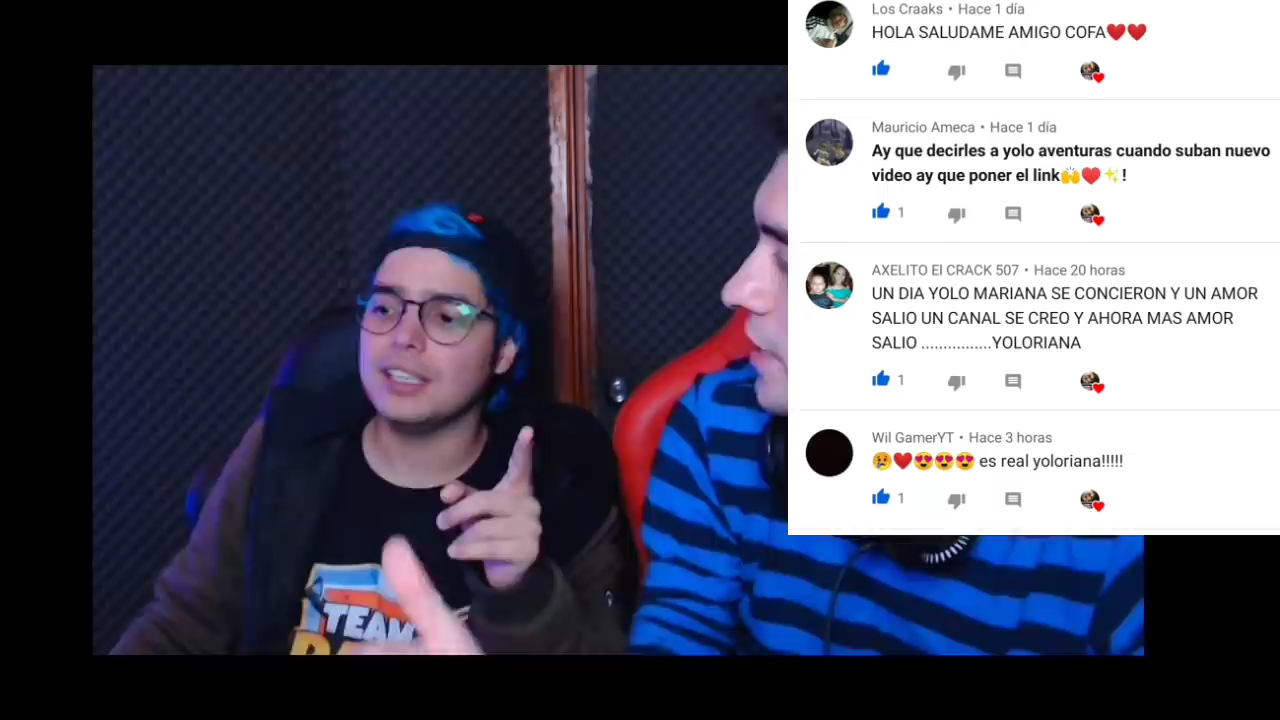 Los Craaks • Hace 1 día
HOLA SALUDAME AMIGO COFA❤️❤️
Mauricio Ameca • Hace 1 día
Ay que decirles a yolo aventuras cuando suban nuevo
video ay que poner el link🙌❤️✨!
1
AXELITO El CRACK 507 • Hace 20 horas
UN DIA YOLO MARIANA SE CONCIERON Y UN AMOR
SALIO UN CANAL SE CREO Y AHORA MAS AMOR
SALIO ................YOLORIANA
1
Wil GamerYT • Hace 3 horas
😢❤️😍😍😍 es real yoloriana!!!!!
1
TEAM